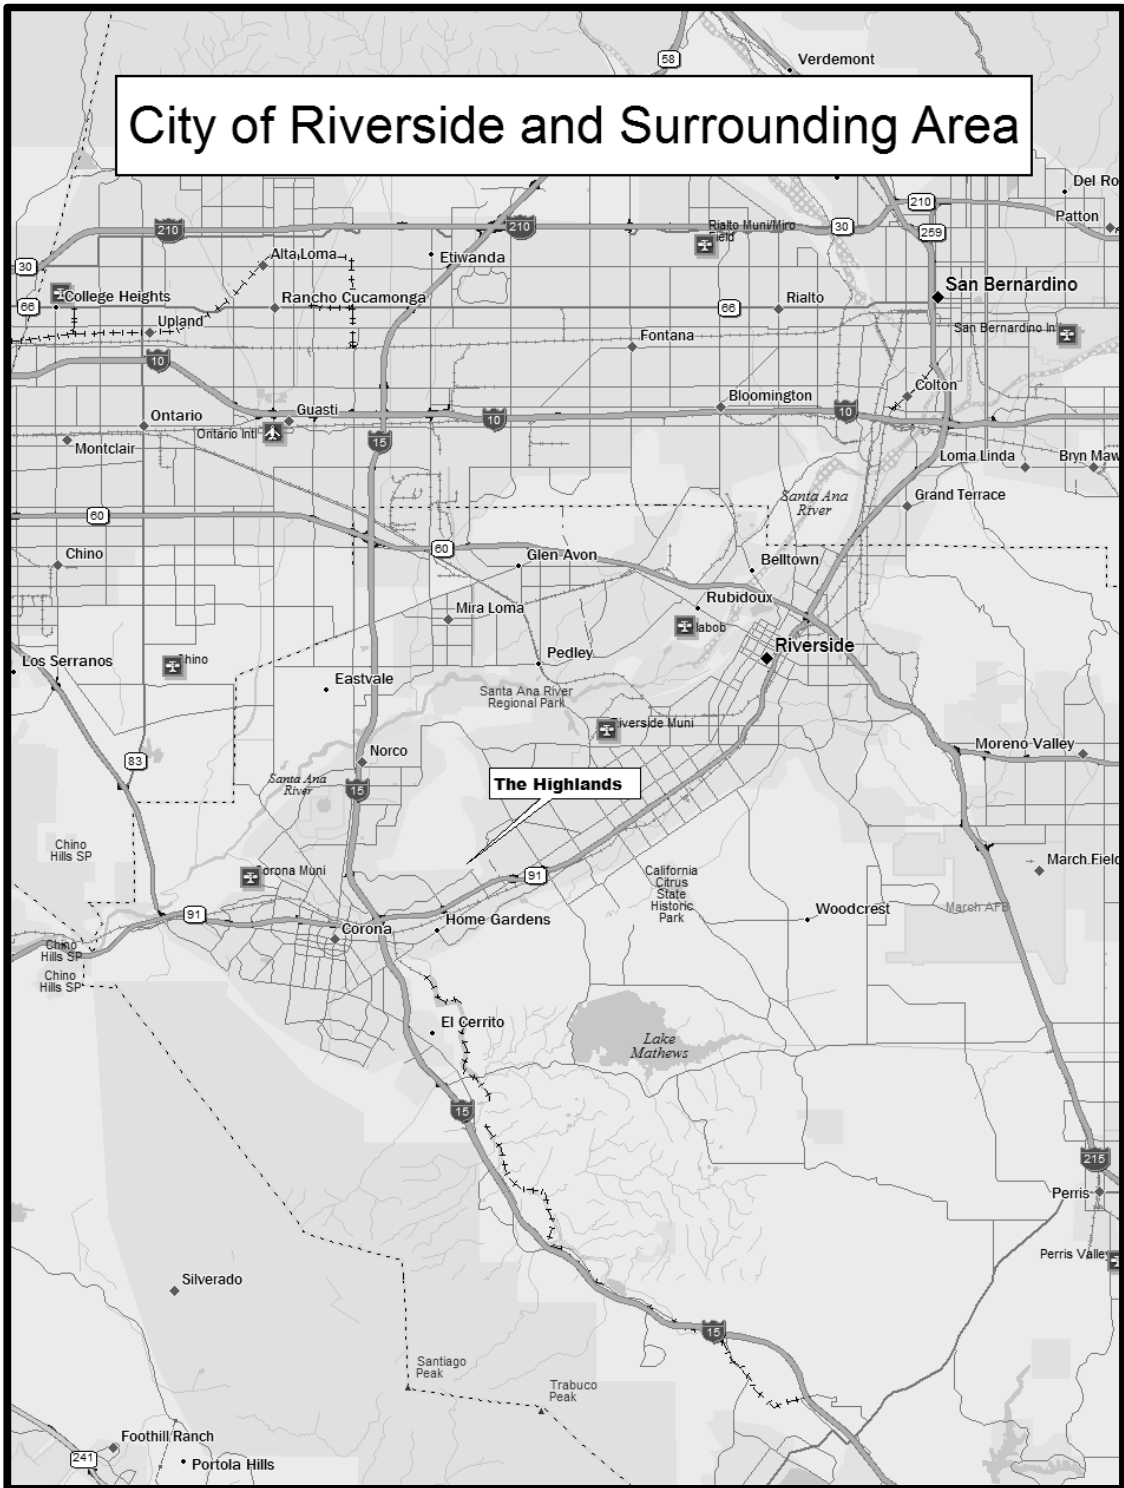 58
Verdemont
City of Riverside and Surrounding Area
Del Ro
210
Patton
210
210
Rialto Muni/Miro
Field
30
259
Alta Loma
Etiwanda
30
College Heights
Rancho Cucamonga
San Bernardino
66
66
Rialto
Upland
San Bernardino In
Fontana
10
Colton
Bloomington
Ontario
Guasti
10
10
Ontario Intl
15
Montclair
Loma Linda
Bryn Maw
Santa Ana
River
Grand Terrace
60
Chino
60
Glen Avon
Belltown
Rubidoux
Mira Loma
labob
Riverside
Los Serranos
hino
Pedley
Eastvale
Santa Ana River
Regional Park
iverside Muni
Norco
Moreno Valley
83
Santa Ana
River
15
The Highlands
Chino
Hills SP
orona Muni
91
California
Citrus
State
Historic
Park
March Field
91
Home Gardens
Woodcrest
March AFB
Corona
Chino
Hills SP
Chino
Hills SP
El Cerrito
Lake
Mathews
15
215
Perris
Perris Valley
Silverado
15
Santiago
Peak
Trabuco
Peak
Foothill Ranch
241
Portola Hills